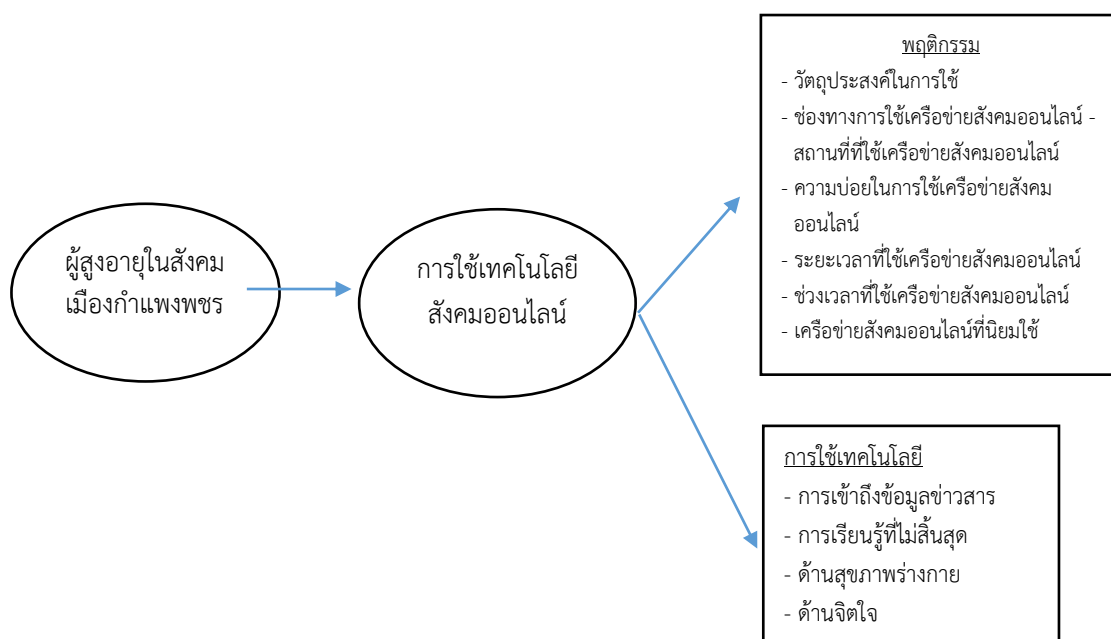 ผู้สูงอายุในสังคม
เมืองกำแพงพชร
การใช้เทคโนโลยี
สังคมออนไลน์
พฤติกรรม
- วัตถุประสงค์ในการใช้
- ช่องทางการใช้เครือข่ายสังคมออนไลน์ -
สถานที่ที่ใช้เครือข่ายสังคมออนไลน์
- ความบ่อยในการใช้เครือข่ายสังคม
ออนไลน์
- ระยะเวลาที่ใช้เครือข่ายสังคมออนไลน์
- ช่วงเวลาที่ใช้เครือข่ายสังคมออนไลน์
- เครือข่ายสังคมออนไลน์ที่นิยมใช้
การใช้เทคโนโลยี
- การเข้าถึงข้อมูลข่าวสาร
- การเรียนรู้ที่ไม่สิ้นสุด
- ด้านสุขภาพร่างกาย
- ด้านจิตใจ